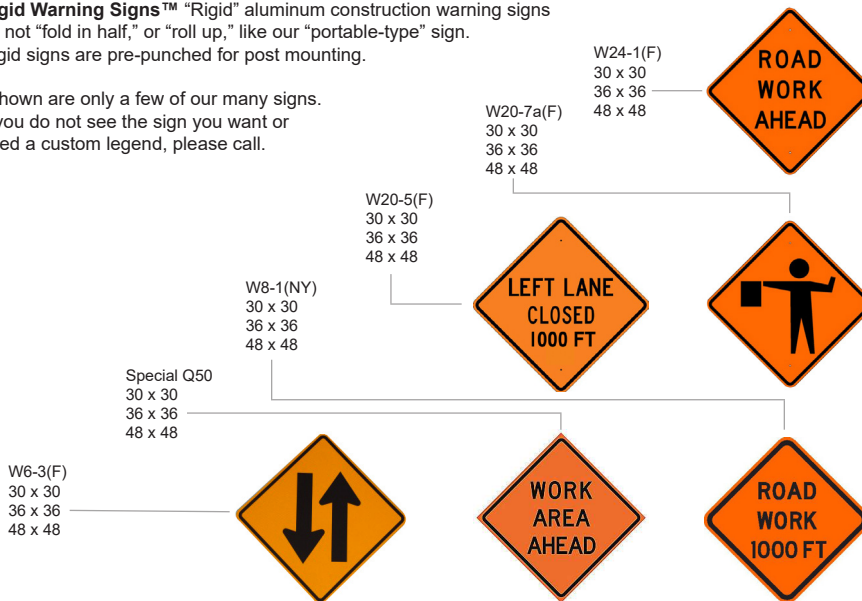 gid Warning Signs™ “Rigid” aluminum construction warning signs
not “fold in half,” or “roll up,” like our “portable-type” sign.
gid signs are pre-punched for post mounting.
hown are only a few of our many signs.
you do not see the sign you want or
ed a custom legend, please call.
W24-1(F)
30 x 30
36 x 36
48 x 48
ROAD
WORK
AHEAD
W20-7a(F)
30 x 30
36 x 36
48 x 48
W20-5(F)
30 x 30
36 x 36
48 x 48
LEFT LANE
CLOSED
1000 FT
W8-1(NY)
30 x 30
36 x 36
48 x 48
Special Q50
30 x 30
36 x 36
48 x 48
W6-3(F)
30 x 30
36 x 36
48 x 48
WORK
AREA
AHEAD
ROAD
WORK
1000 FT